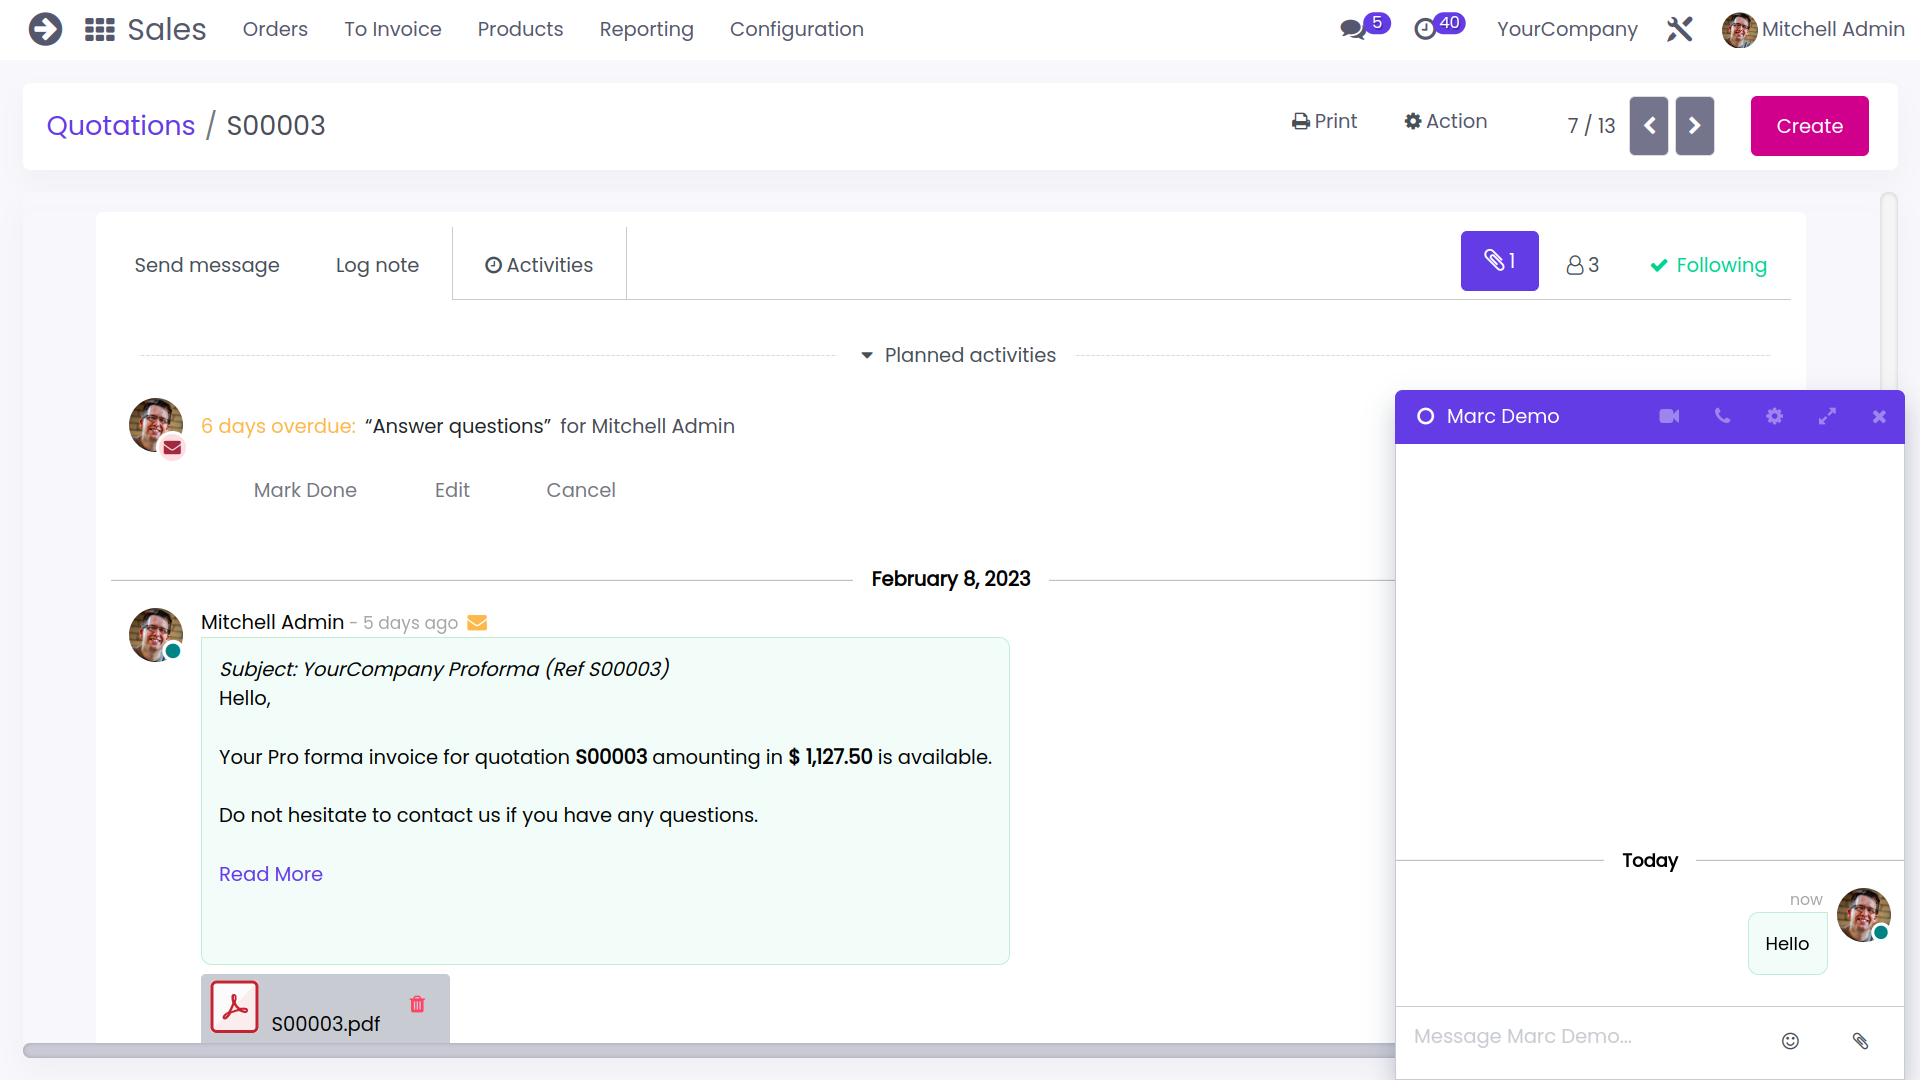 Sales Orders To Invoice Products Reporting Configuration 5 40 YourCompany Mitchell Admin
Quotations / S00003 Print Action 7 / 13 Create
Send message Log note Activities 1 3 Following
Planned activities
6 days overdue: “Answer questions” for Mitchell Admin
Mark Done Edit Cancel
February 8, 2023
Mitchell Admin - 5 days ago
Subject: YourCompany Proforma (Ref S00003)
Hello,
Your Pro forma invoice for quotation S00003 amounting in $ 1,127.50 is available.
Do not hesitate to contact us if you have any questions.
Read More
S00003.pdf
Marc Demo
Today
now
Hello
Message Marc Demo...